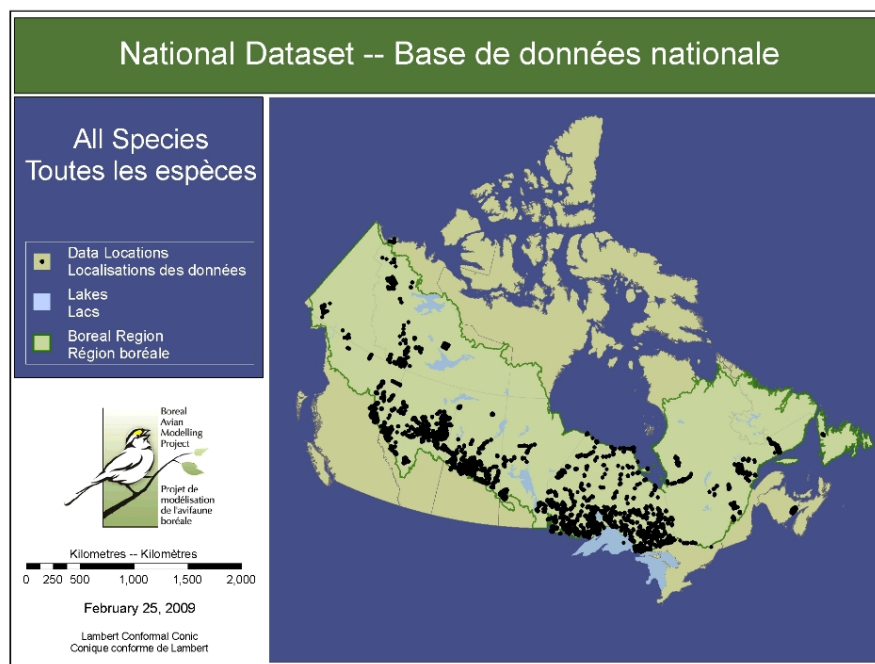 National Dataset -- Base de données nationale
All Species
Toutes les espèces
Data Locations
Localisations des données
Lakes
Lacs
Boreal Region
Région boréale
Boreal
Avian
Modelling
Project
Projet de
modélisation
de l'avifaune
boréale
Kilometres -- Kilomètres
0 250 500 1,000 1,500 2,000
February 25, 2009
Lambert Conformal Conic
Conique conforme de Lambert